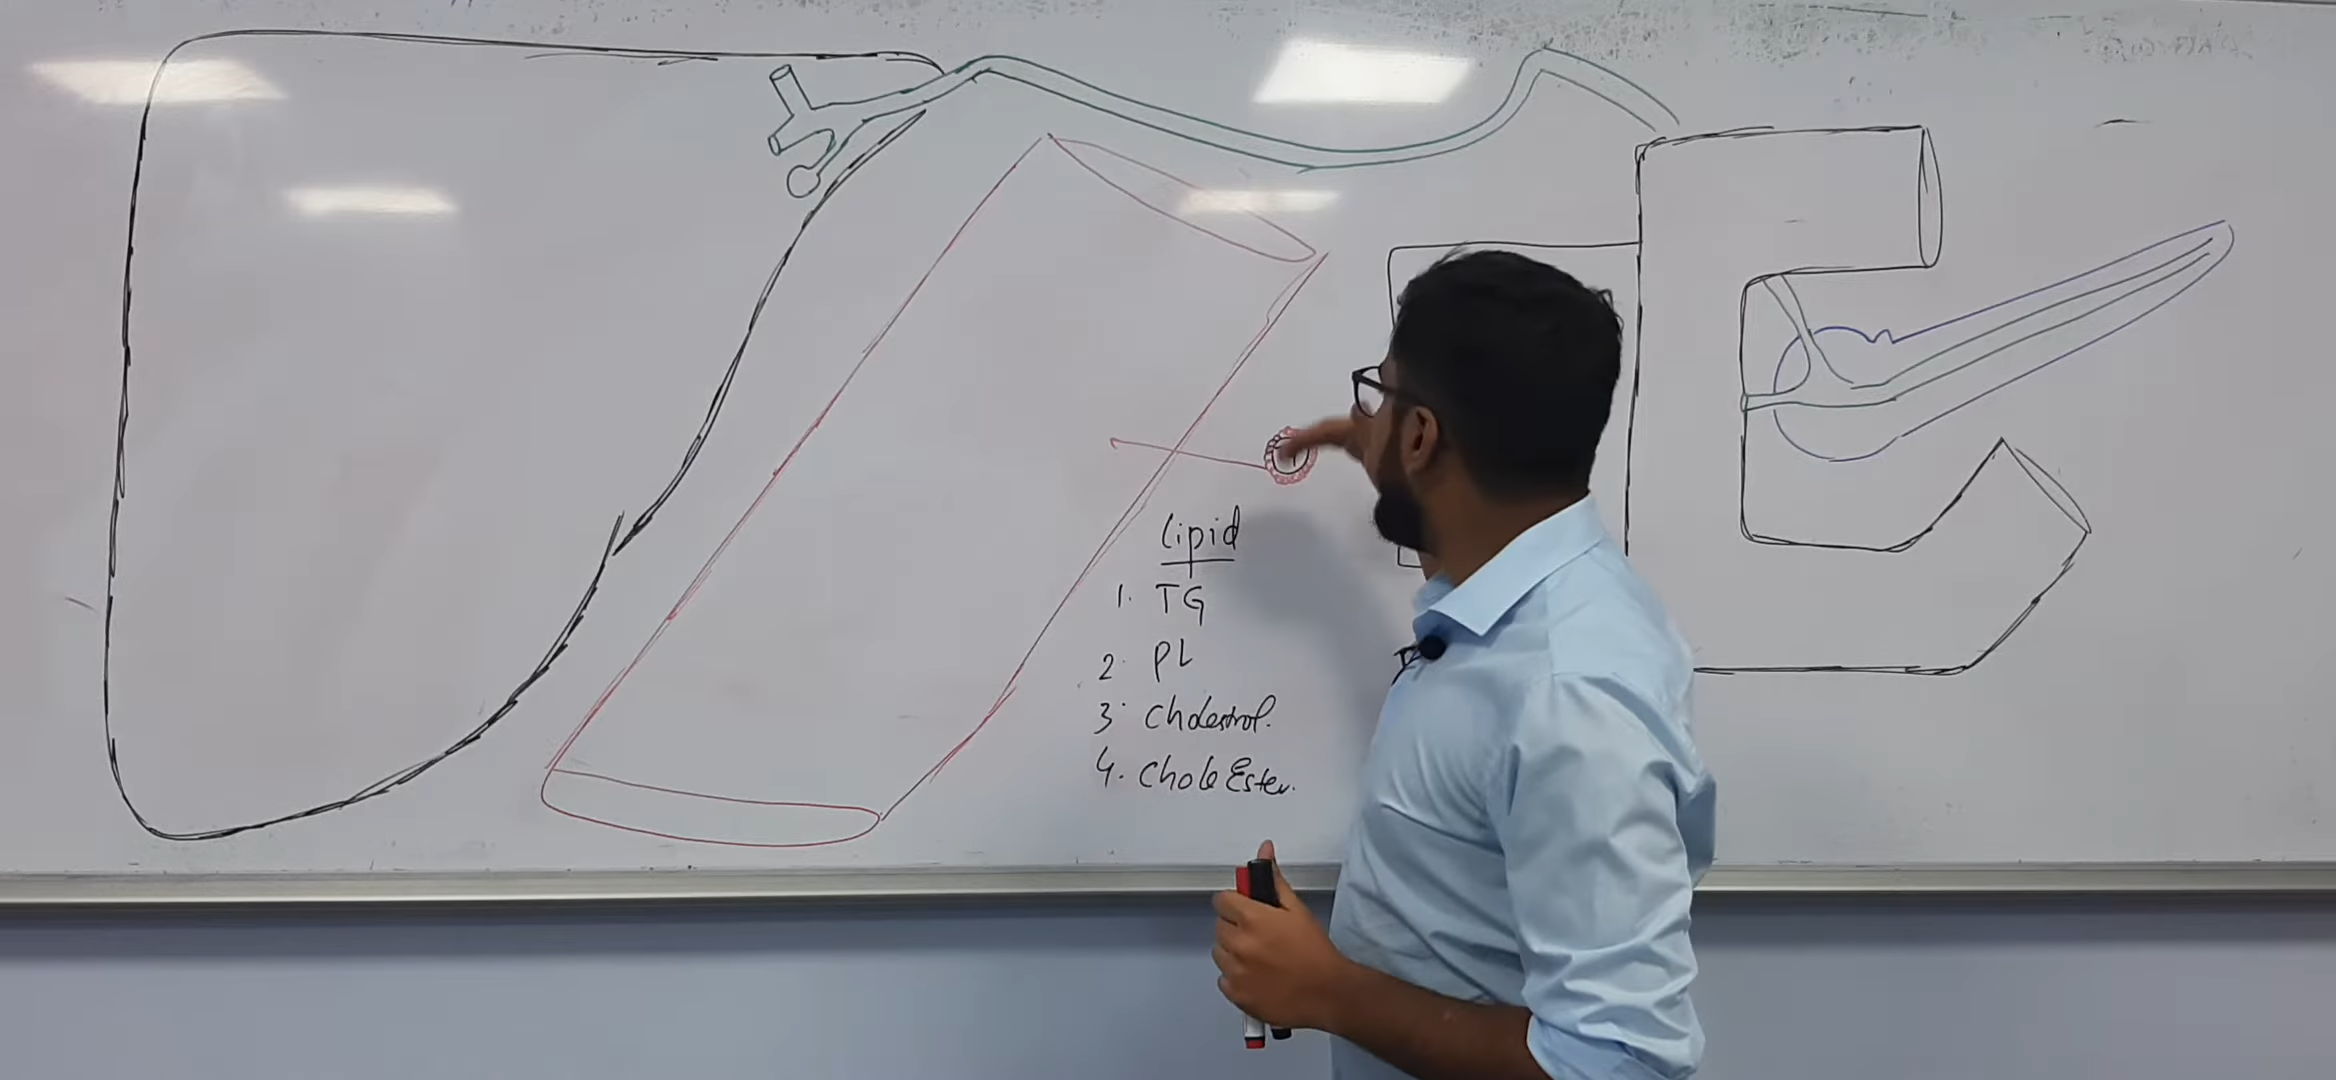 Lipid
1. TG
2. PL
3. Cholestrol.
4. Chole Ester.